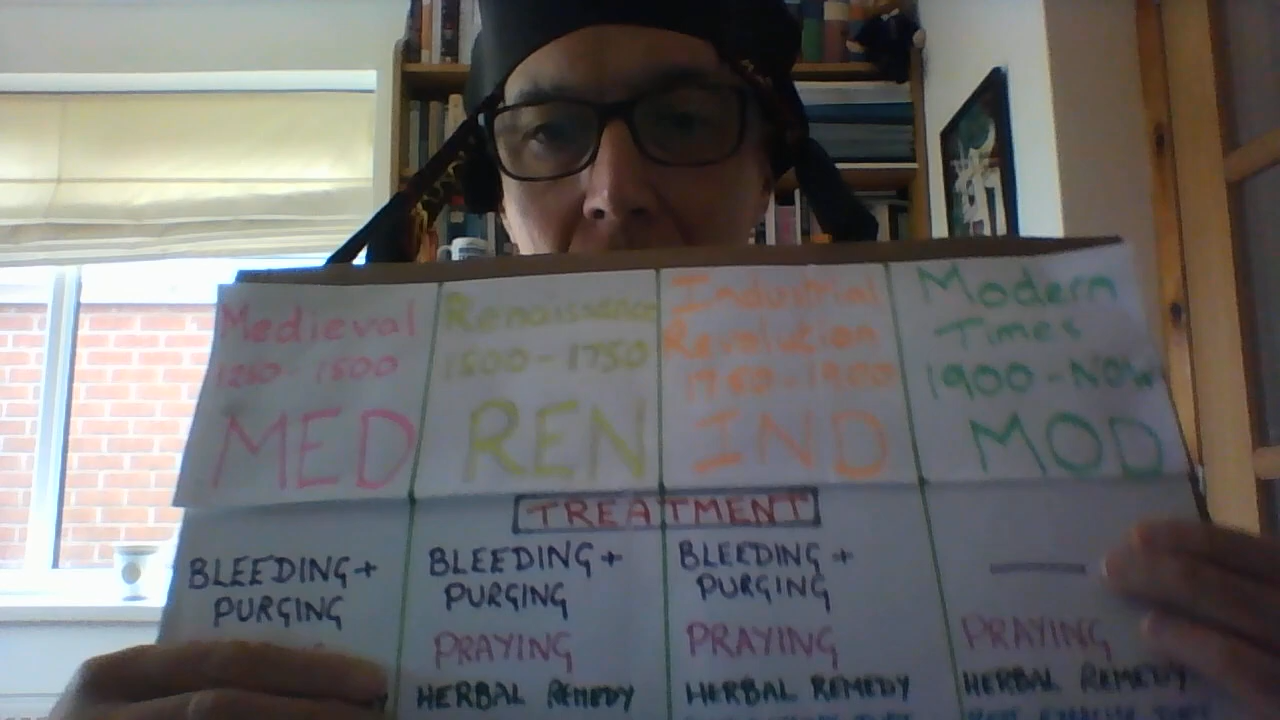 Medieval
1250-1500
MED
Renaissance
1500-1750
REN
Industrial
Revolution
1750-1900
IND
Modern
Times
1900-NOW
MOD
TREATMENT
BLEEDING +
PURGING
BLEEDING +
PURGING
PRAYING
HERBAL REMEDY
BLEEDING +
PURGING
PRAYING
HERBAL REMEDY
PRAYING
HERBAL REMEDY